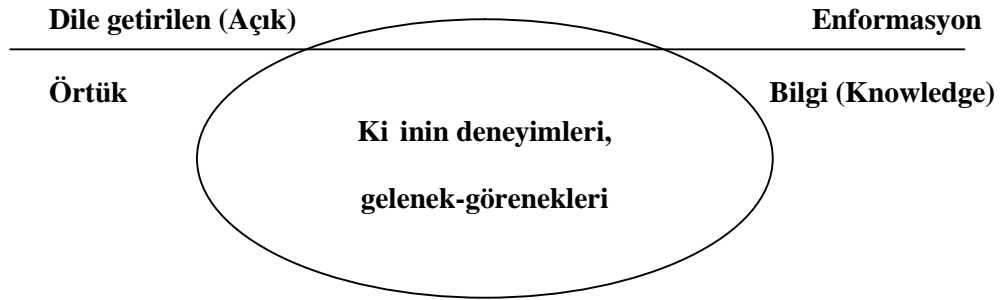 Dile getirilen (Açık) Enformasyon
Örtük Bilgi (Knowledge)
Ki inin deneyimleri,
gelenek-görenekleri